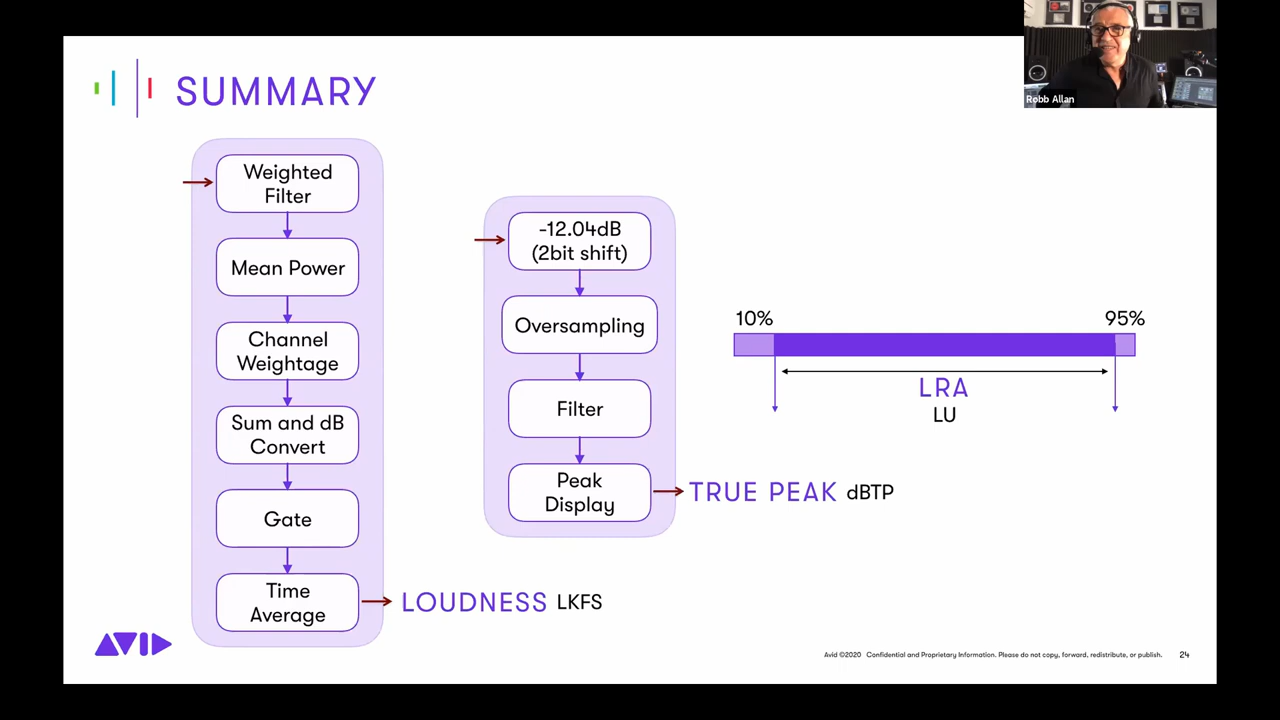 SUMMARY
Robb Allan
Weighted
Filter
Mean Power
Channel
Weightage
Sum and dB
Convert
Gate
Time
Average
LOUDNESS LKFS
-12.04dB
(2bit shift)
Oversampling
Filter
Peak
Display
TRUE PEAK dBTP
10%
95%
LRA
LU
AVID
Avid ©2020 Confidential and Proprietary Information. Please do not copy, forward, redistribute, or publish.
24